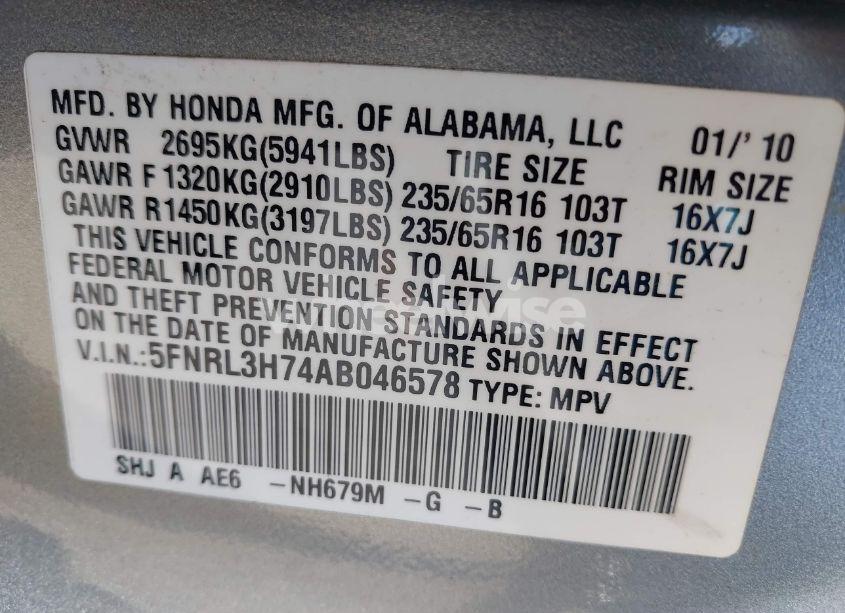 MFD. BY HONDA MFG. OF ALABAMA, LLC 01/' 10
GVWR 2695KG(5941LBS) TIRE SIZE RIM SIZE
GAWR F 1320KG(2910LBS) 235/65R16 103T 16X7J
GAWR R1450KG(3197LBS) 235/65R16 103T 16X7J
THIS VEHICLE CONFORMS TO ALL APPLICABLE
FEDERAL MOTOR VEHICLE SAFETY
AND THEFT PREVENTION STANDARDS IN EFFECT
ON THE DATE OF MANUFACTURE SHOWN ABOVE.
V.I.N.:5FNRL3H74AB046578 TYPE: MPV
SHJ A AE6 -NH679M -G -B